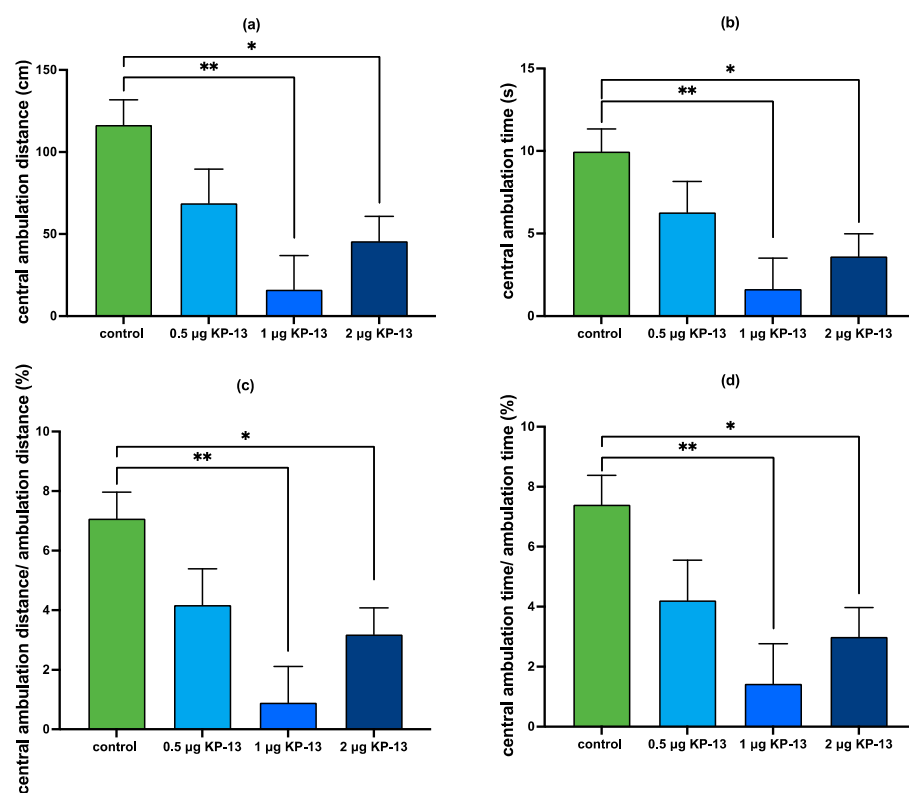 (a)
central ambulation distance (cm)
150
100
50
0
*
**
control 0.5 µg KP-13 1 µg KP-13 2 µg KP-13
(b)
central ambulation time (s)
15
10
5
0
*
**
control 0.5 µg KP-13 1 µg KP-13 2 µg KP-13
(c)
central ambulation distance/ ambulation distance (%)
10
8
6
4
2
0
*
**
control 0.5 µg KP-13 1 µg KP-13 2 µg KP-13
(d)
central ambulation time/ ambulation time (%)
10
8
6
4
2
0
*
**
control 0.5 µg KP-13 1 µg KP-13 2 µg KP-13